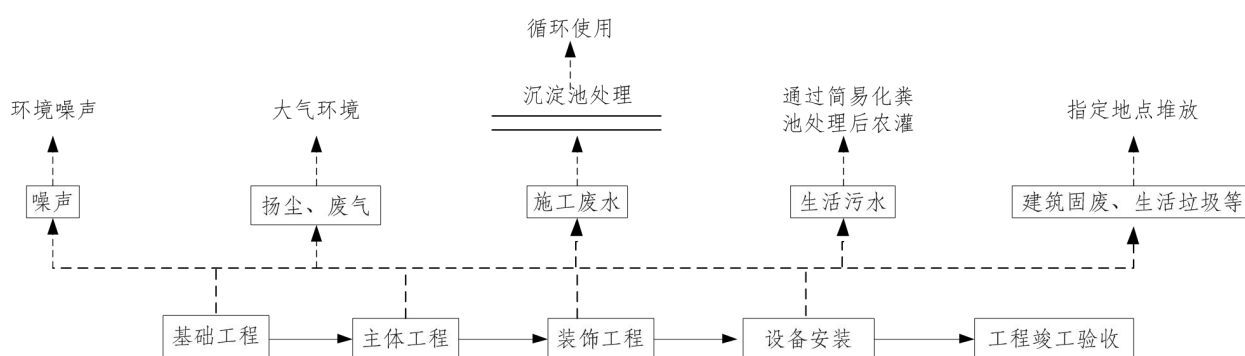 循环使用
环境噪声
大气环境
沉淀池处理
通过简易化粪
池处理后农灌
指定地点堆放
噪声
扬尘、废气
施工废水
生活污水
建筑固废、生活垃圾等
基础工程
主体工程
装饰工程
设备安装
工程竣工验收